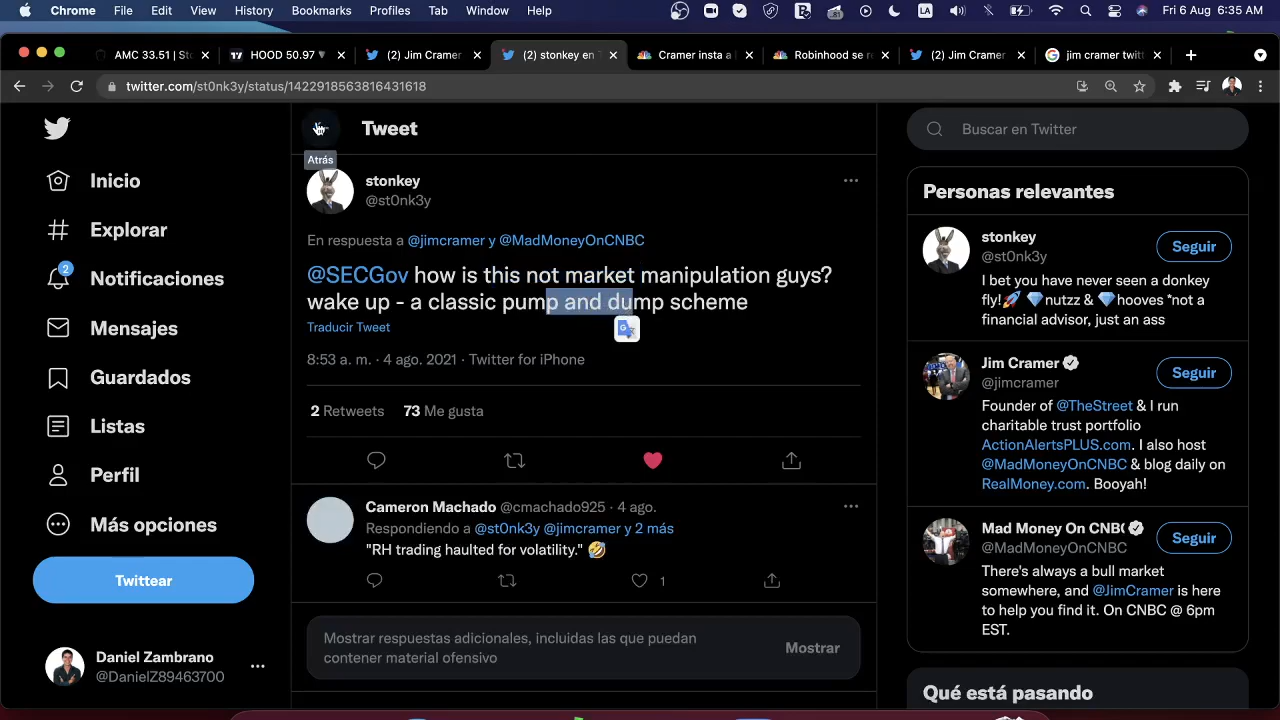 Chrome File Edit View History Bookmarks Profiles Tab Window Help LA Fri 6 Aug 6:35 AM
AMC 33.51 | Sto HOOD 50.97 ▼ (2) Jim Cramer (2) stonkey en T Cramer insta a Robinhood se re (2) Jim Cramer jim cramer twitt
twitter.com/st0nk3y/status/1422918563816431618
Tweet
Atrás
stonkey
@st0nk3y
En respuesta a @jimcramer y @MadMoneyOnCNBC
@SECGov how is this not market manipulation guys?
wake up - a classic pump and dump scheme
Traducir Tweet
8:53 a. m. · 4 ago. 2021 · Twitter for iPhone
2 Retweets 73 Me gusta
Cameron Machado @cmachado925 · 4 ago.
Respondiendo a @st0nk3y @jimcramer y 2 más
"RH trading haulted for volatility." 🤣
1
Mostrar respuestas adicionales, incluidas las que puedan
contener material ofensivo
Mostrar
Inicio
Explorar
2
Notificaciones
Mensajes
Guardados
Listas
Perfil
Más opciones
Twittear
Daniel Zambrano
@DanielZ89463700
Buscar en Twitter
Personas relevantes
stonkey
@st0nk3y
Seguir
I bet you have never seen a donkey
fly!🚀 💎nutzz & 💎hooves *not a
financial advisor, just an ass
Jim Cramer
@jimcramer
Seguir
Founder of @TheStreet & I run
charitable trust portfolio
ActionAlertsPLUS.com. I also host
@MadMoneyOnCNBC & blog daily on
RealMoney.com. Booyah!
Mad Money On CNBC
@MadMoneyOnCNBC
Seguir
There's always a bull market
somewhere, and @JimCramer is here
to help you find it. On CNBC @ 6pm
EST.
Qué está pasando